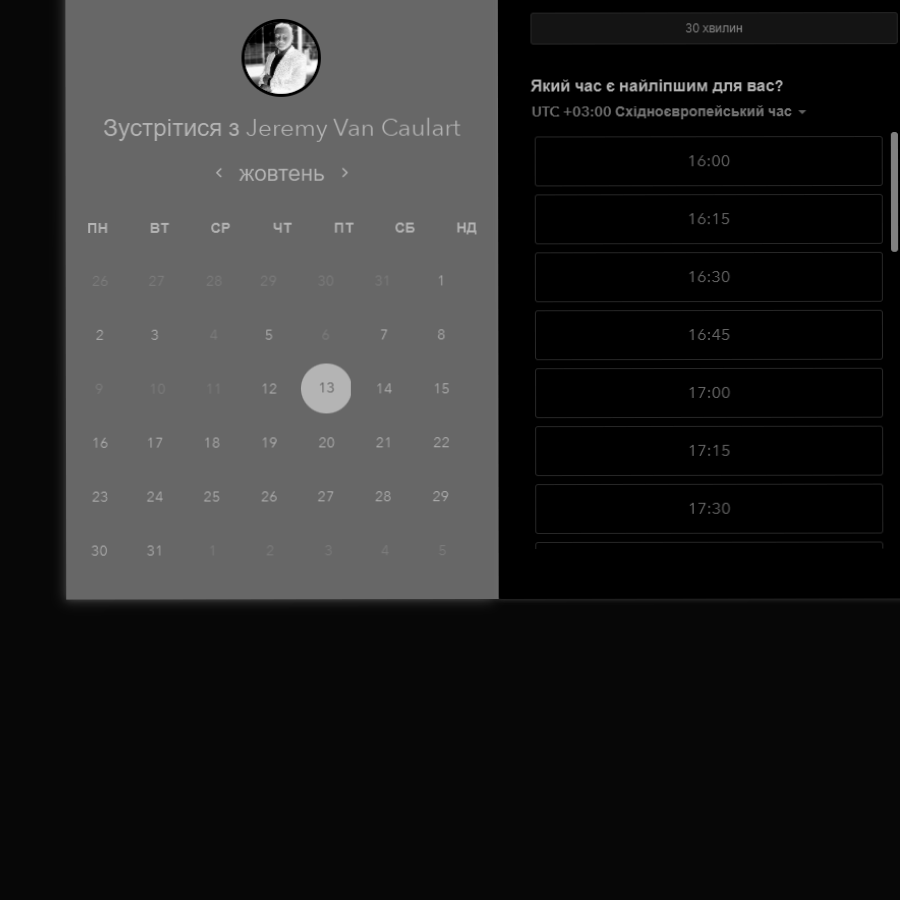 Зустрітися з Jeremy Van Caulart
жовтень
ПН ВТ СР ЧТ ПТ СБ НД
26 27 28 29 30 31 1
2 3 4 5 6 7 8
9 10 11 12 13 14 15
16 17 18 19 20 21 22
23 24 25 26 27 28 29
30 31 1 2 3 4 5
30 хвилин
Який час є найліпшим для вас?
UTC +03:00 Східноєвропейський час
16:00
16:15
16:30
16:45
17:00
17:15
17:30